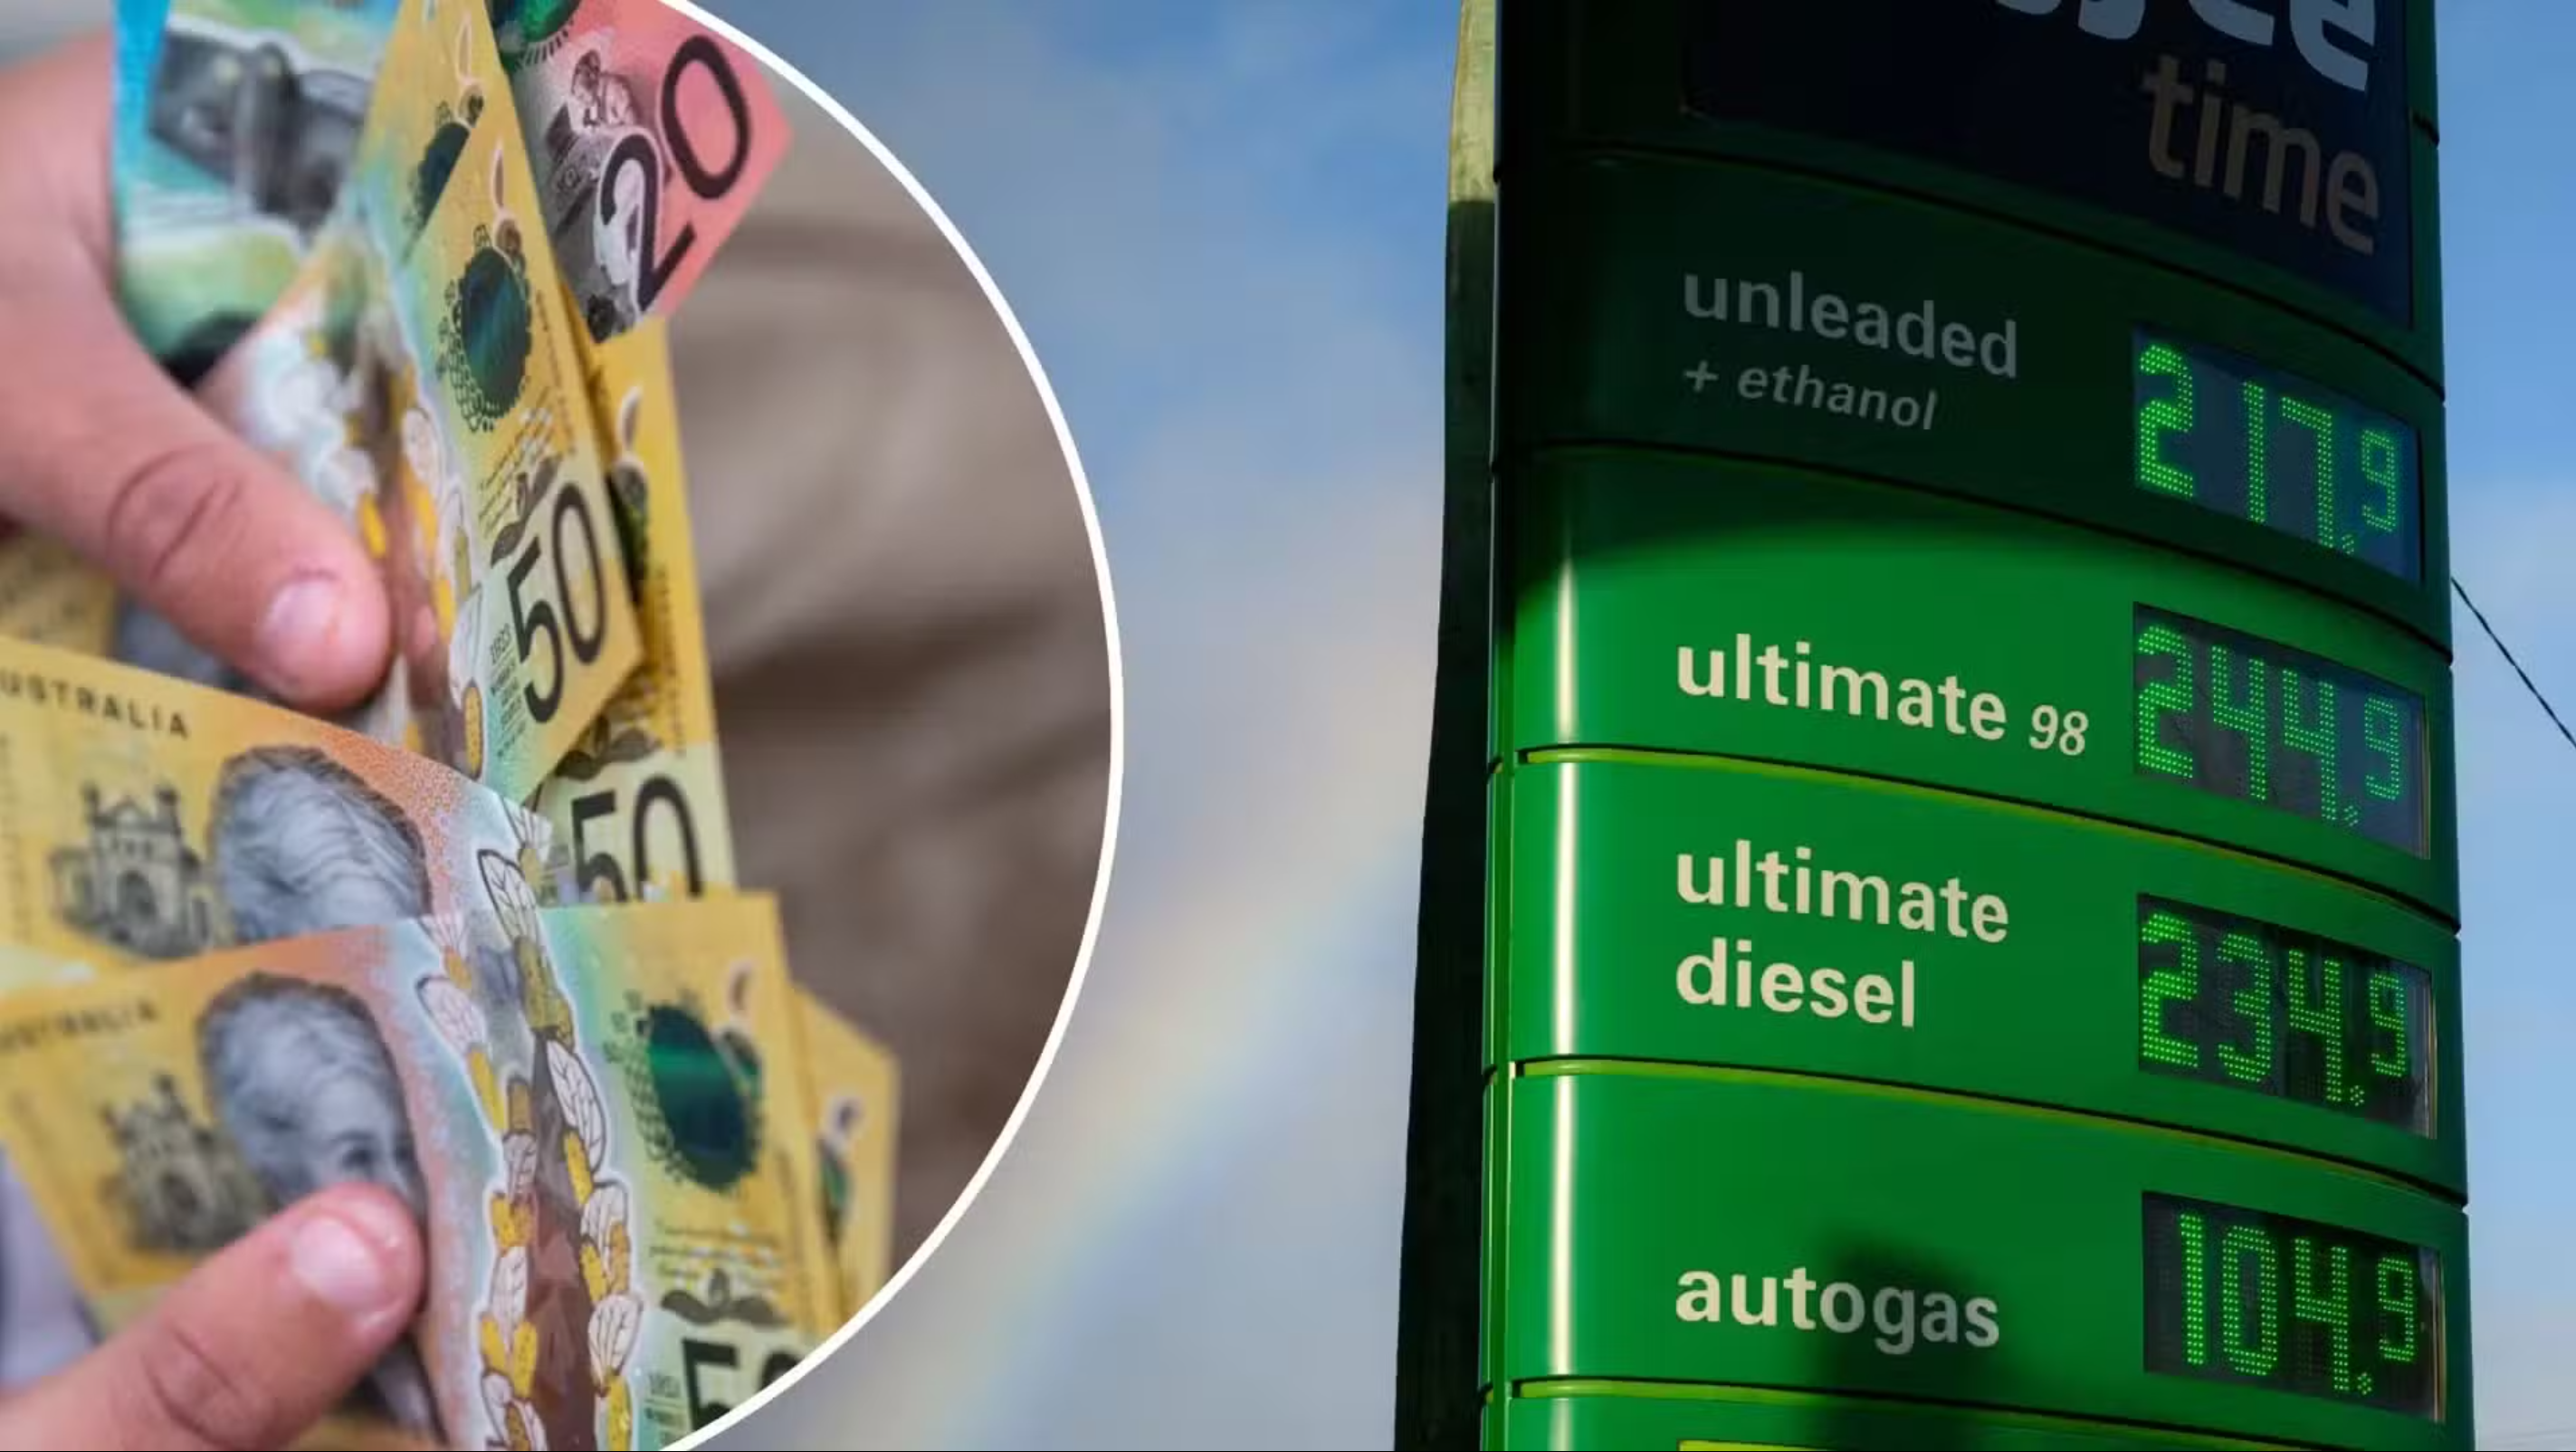 20
50
AUSTRALIA
50
USTRALIA
time
unleaded
+ ethanol
217.9
ultimate 98
244.9
ultimate
diesel
234.9
autogas
104.9